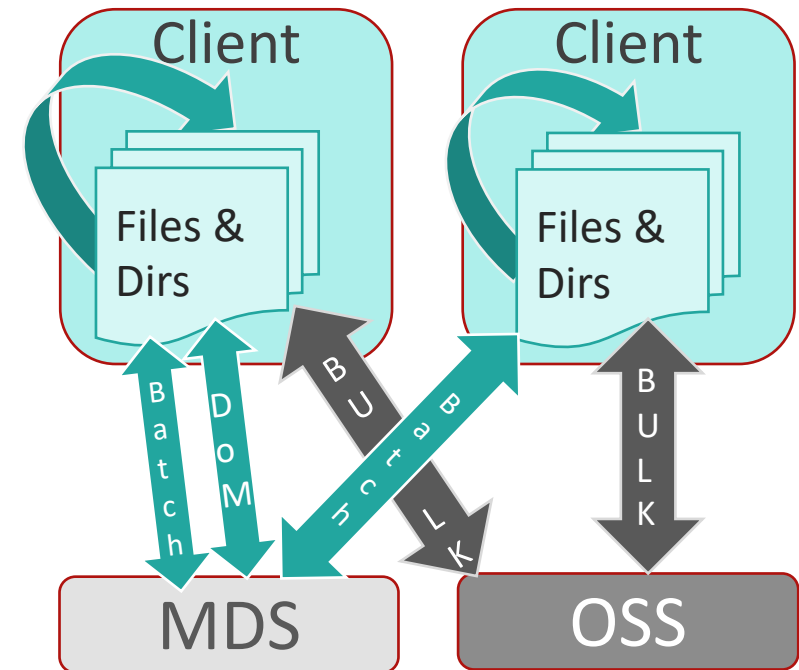 Client
Client
Files &
Dirs
Files &
Dirs
Batch
DoM
BULK
Batch
BULK
MDS
OSS